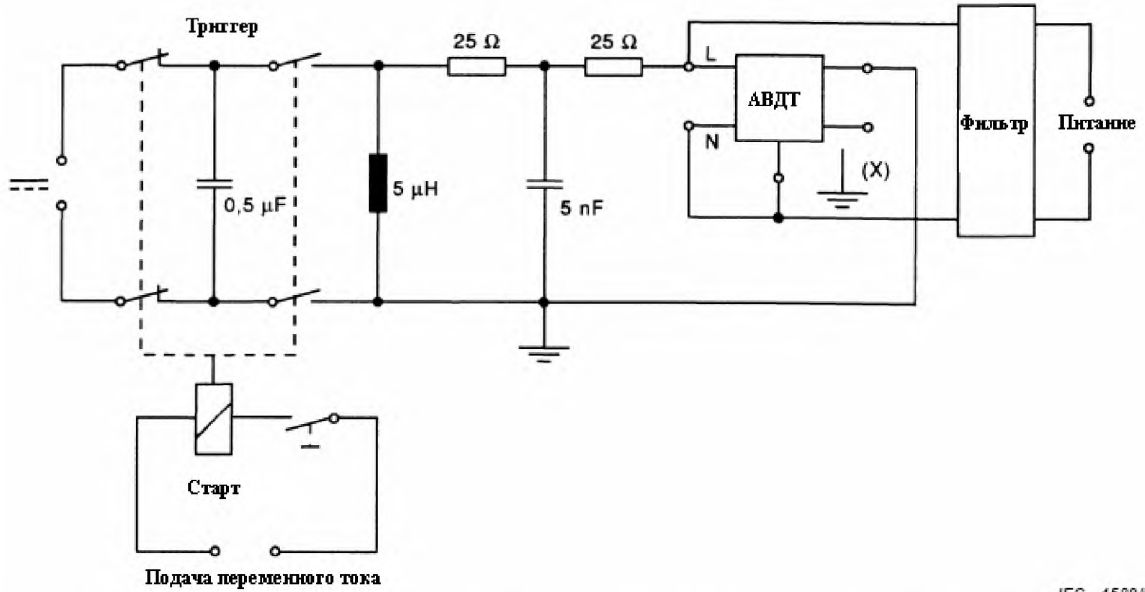 Триггер
25 Ω
25 Ω
L
АВДТ
N
(X)
Фильтр
Питание
0,5 µF
5 µH
5 nF
Старт
Подача переменного тока